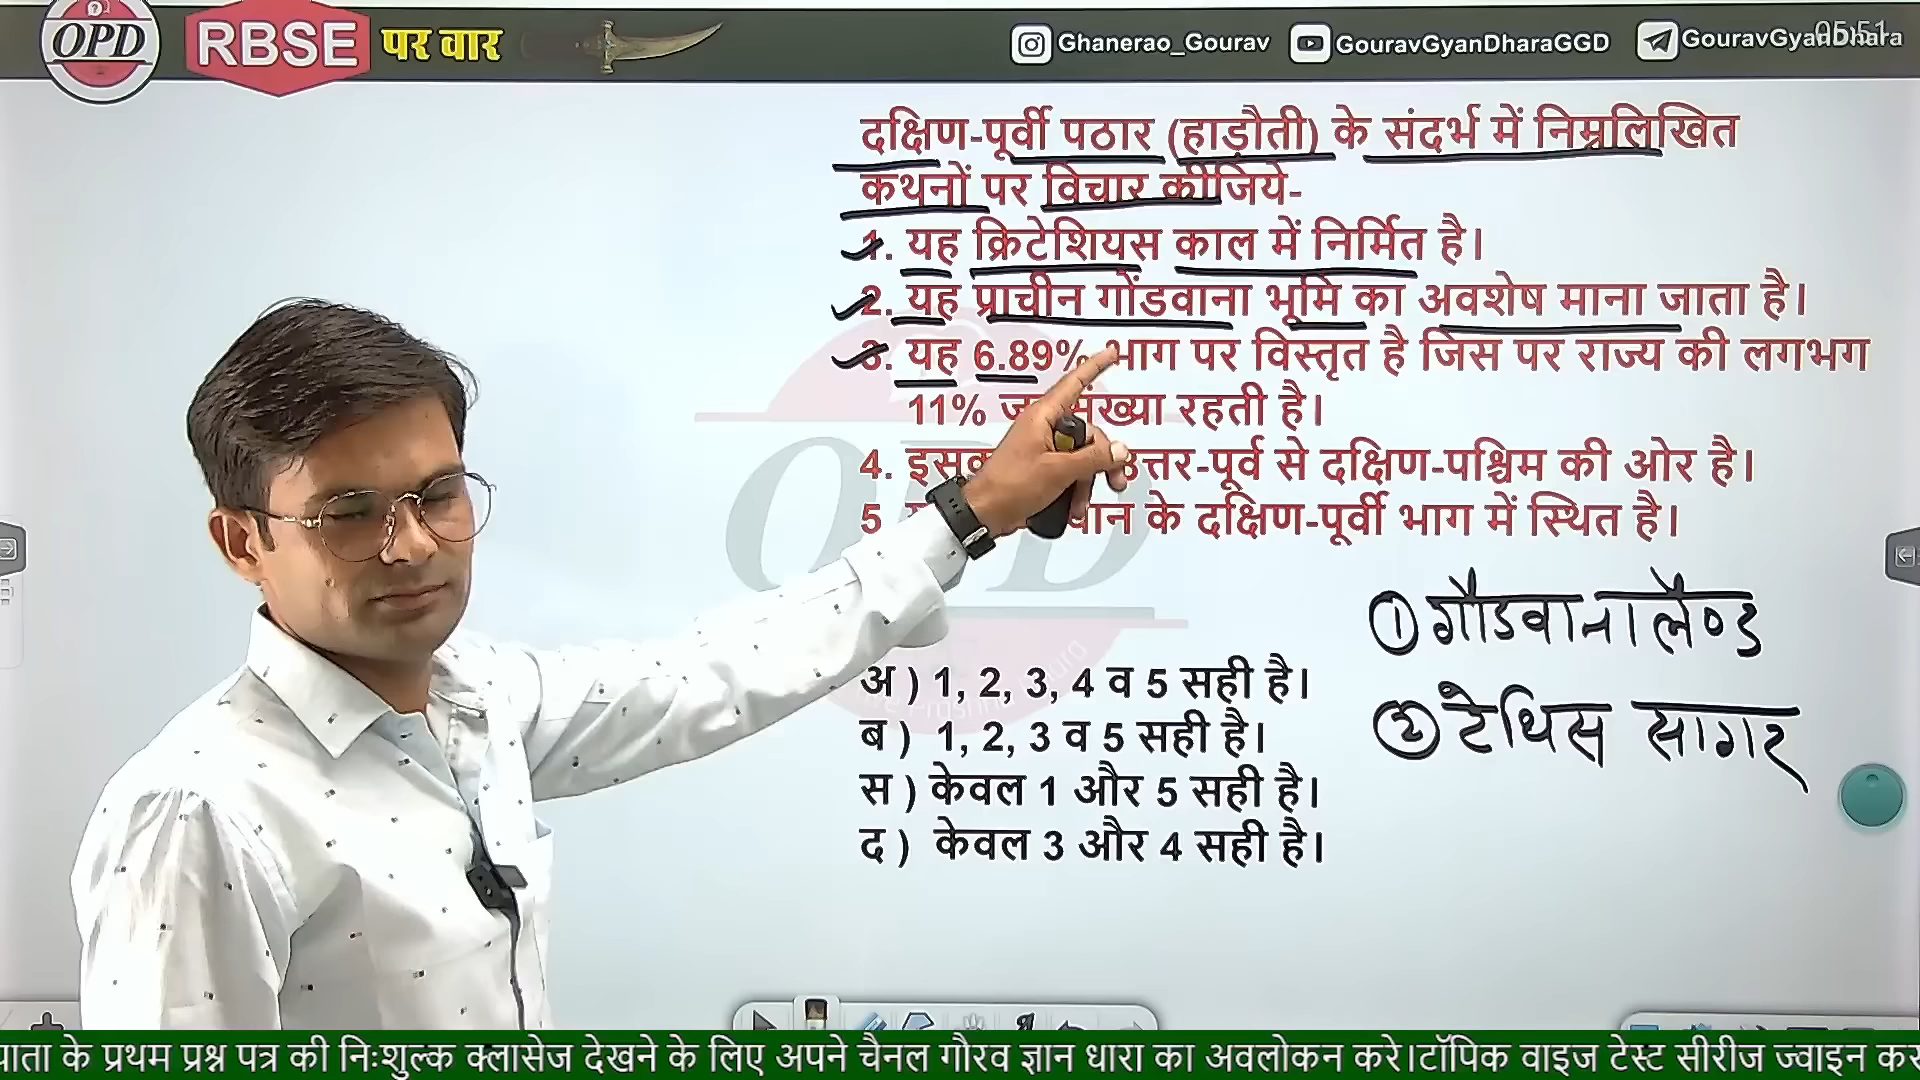 OPD
RBSE पर वार
Ghanerao_Gourav
GouravGyanDharaGGD
GouravGyanDhara
05:51
दक्षिण-पूर्वी पठार (हाड़ौती) के संदर्भ में निम्नलिखित
कथनों पर विचार कीजिये-
1. यह क्रिटेशियस काल में निर्मित है।
2. यह प्राचीन गोंडवाना भूमि का अवशेष माना जाता है।
3. यह 6.89% भाग पर विस्तृत है जिस पर राज्य की लगभग
11% रहती है।
4. उत्तर-पूर्व से दक्षिण-पश्चिम की ओर है।
5 के दक्षिण-पूर्वी भाग में स्थित है।
① गौडवाना लैण्ड
② टेथिस सागर
अ ) 1, 2, 3, 4 व 5 सही है।
ब ) 1, 2, 3 व 5 सही है।
स ) केवल 1 और 5 सही है।
द ) केवल 3 और 4 सही है।
OPD
के प्रथम प्रश्न पत्र की निःशुल्क क्लासेज देखने के लिए अपने चैनल गौरव ज्ञान धारा का अवलोकन करे।टॉपिक वाइज टेस्ट सीरीज ज्वाइन